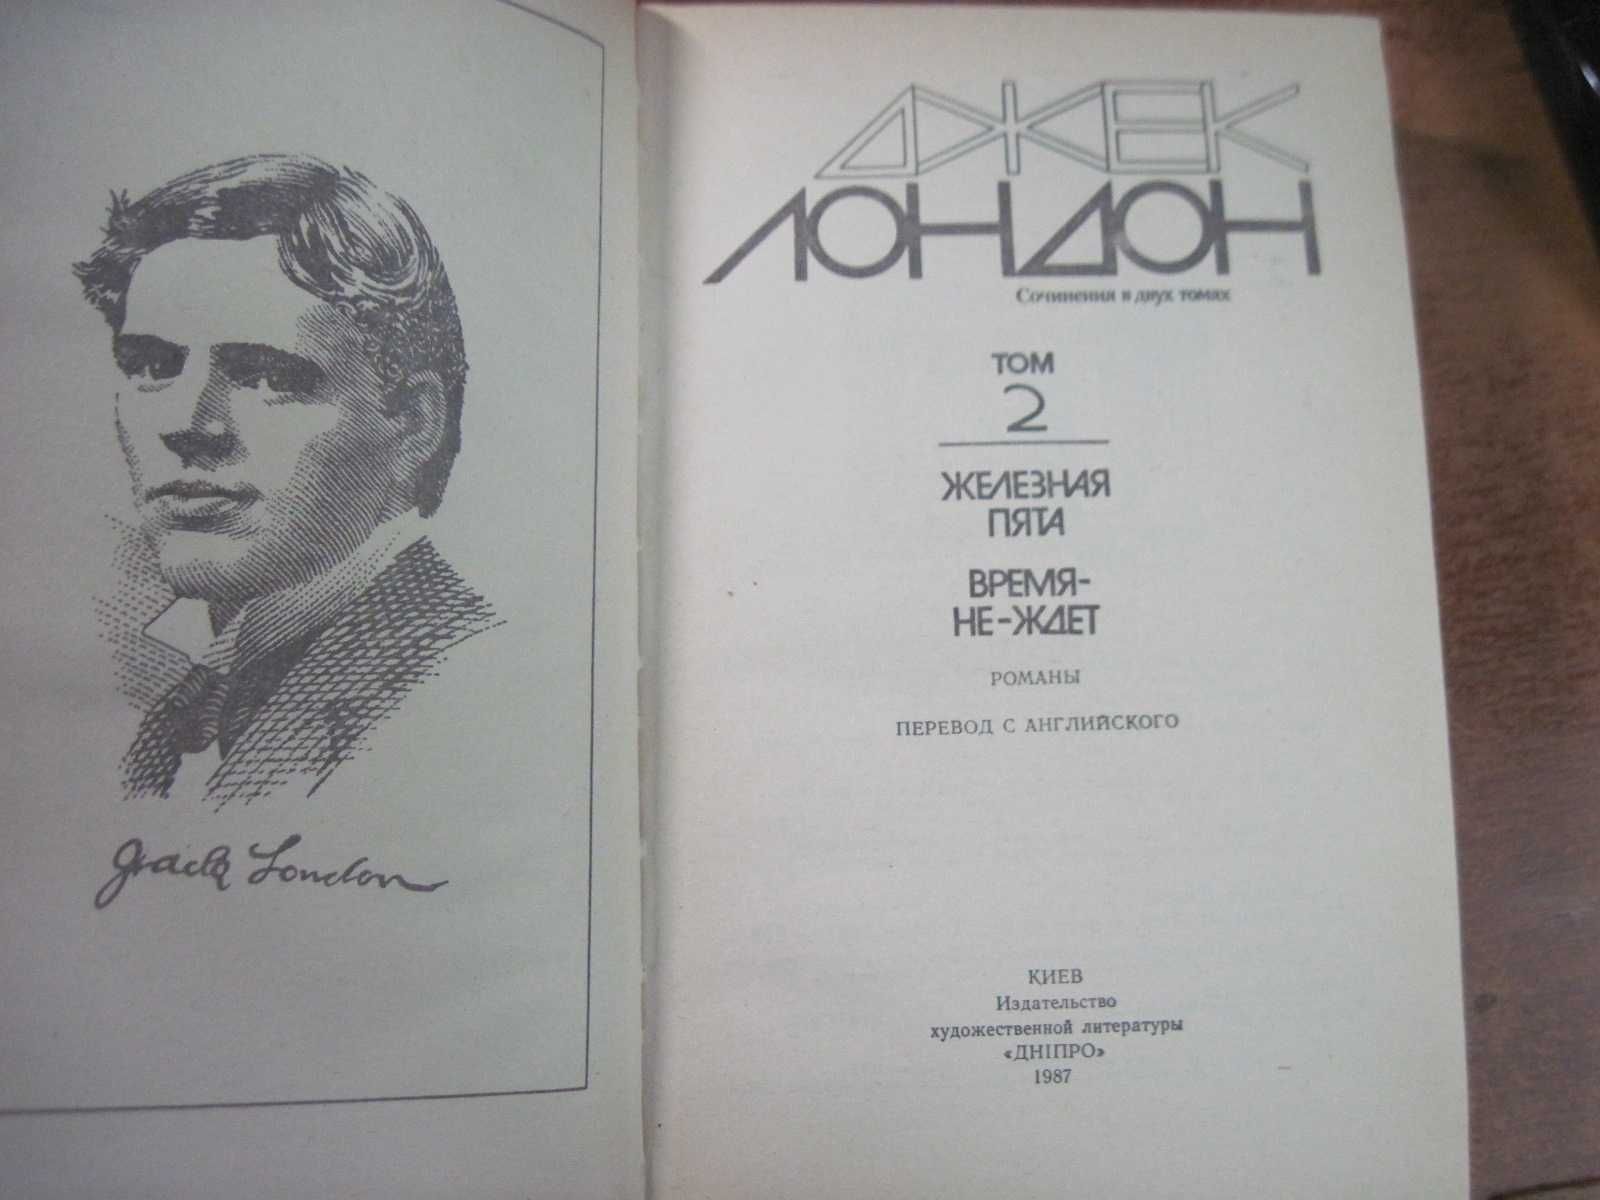 Jack London
ДЖЕК
ЛОНДОН
Сочинения в двух томах
ТОМ
2
ЖЕЛЕЗНАЯ
ПЯТА
ВРЕМЯ-
НЕ-ЖДЕТ
РОМАНЫ
ПЕРЕВОД С АНГЛИЙСКОГО
КИЕВ
Издательство
художественной литературы
«ДНІПРО»
1987